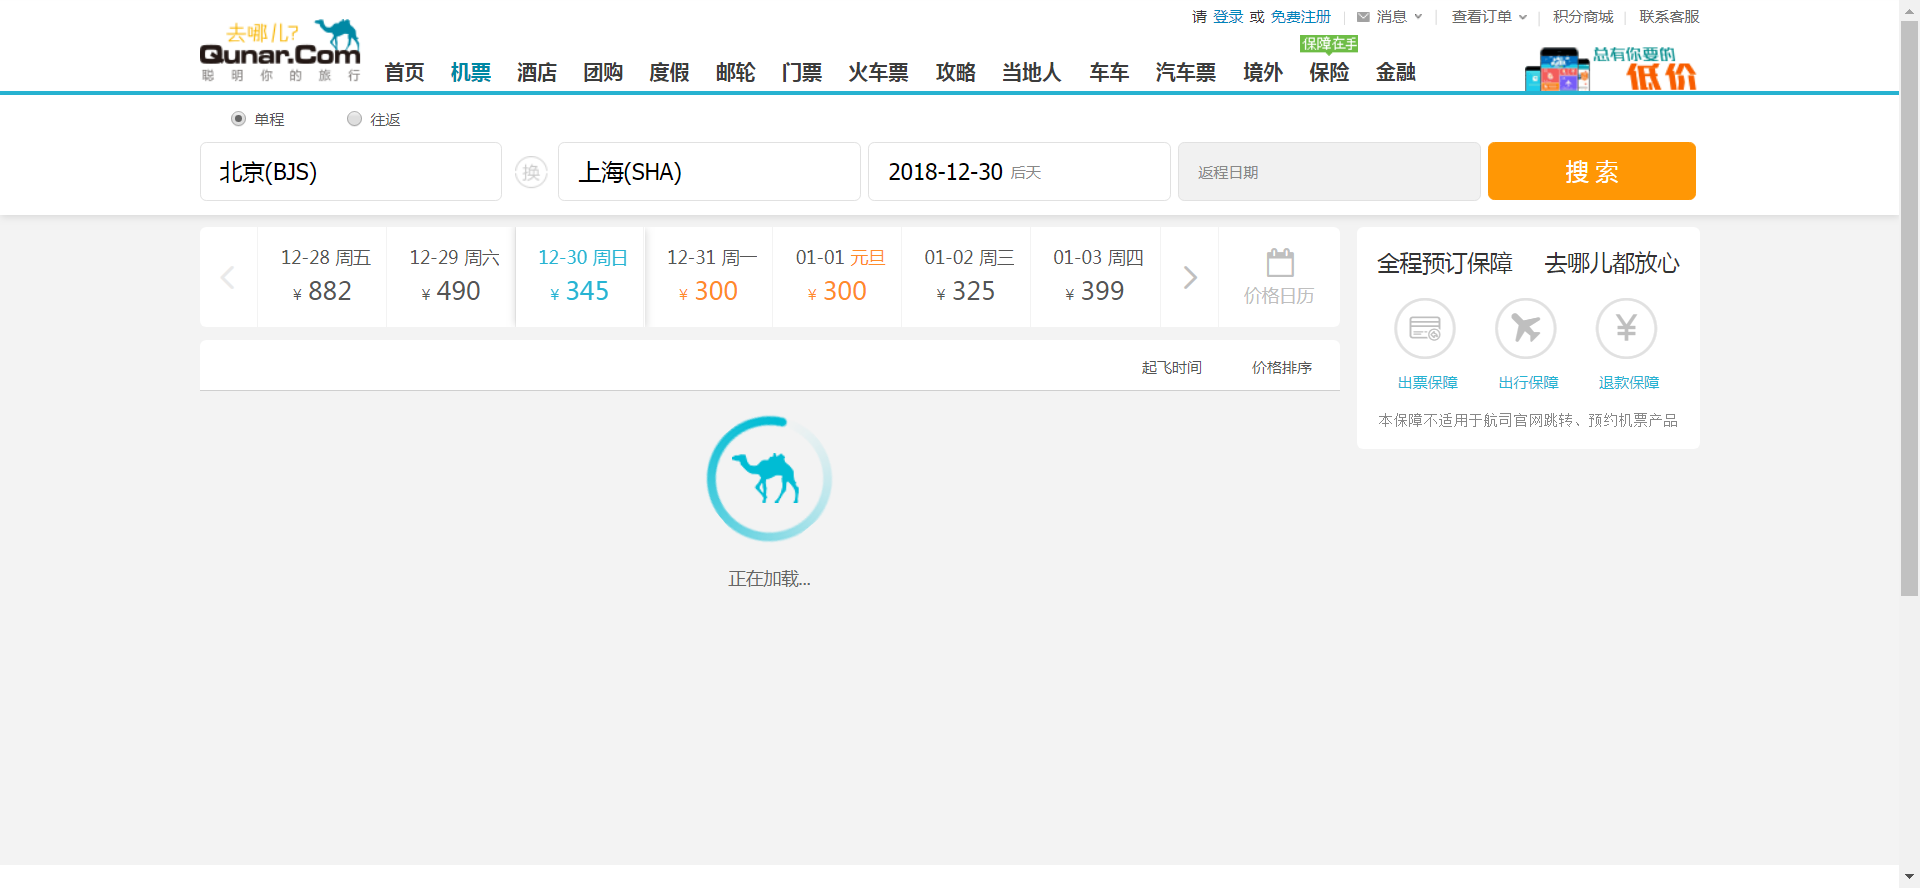 请 登录 或 免费注册 消息 查看订单 积分商城 联系客服
去哪儿?
Qunar.Com
聪明你的旅行
保障在手
首页 机票 酒店 团购 度假 邮轮 门票 火车票 攻略 当地人 车车 汽车票 境外 保险 金融
总有你要的
低价
单程 往返
北京(BJS) 换 上海(SHA) 2018-12-30 后天 返程日期 搜索
12-28 周五 12-29 周六 12-30 周日 12-31 周一 01-01 元旦 01-02 周三 01-03 周四
¥ 882 ¥ 490 ¥ 345 ¥ 300 ¥ 300 ¥ 325 ¥ 399 价格日历
起飞时间 价格排序
正在加载...
全程预订保障 去哪儿都放心
¥
出票保障 出行保障 退款保障
本保障不适用于航司官网跳转、预约机票产品